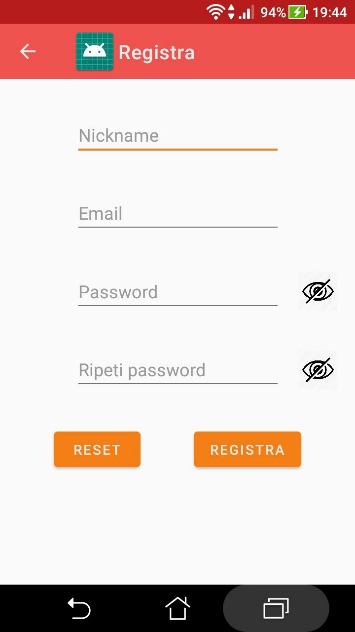 94% 19:44
Registra
Nickname
Email
Password
Ripeti password
RESET REGISTRA